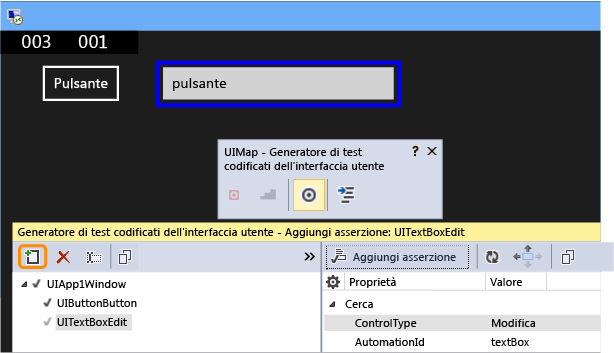 003 001
Pulsante
pulsante
UIMap - Generatore di test
codificati dell'interfaccia utente
? ×
Generatore di test codificati dell'interfaccia utente - Aggiungi asserzione: UITextBoxEdit
»
Aggiungi asserzione
UIApp1Window
UIButtonButton
UITextBoxEdit
Proprietà Valore
Cerca
ControlType Modifica
AutomationId textBox